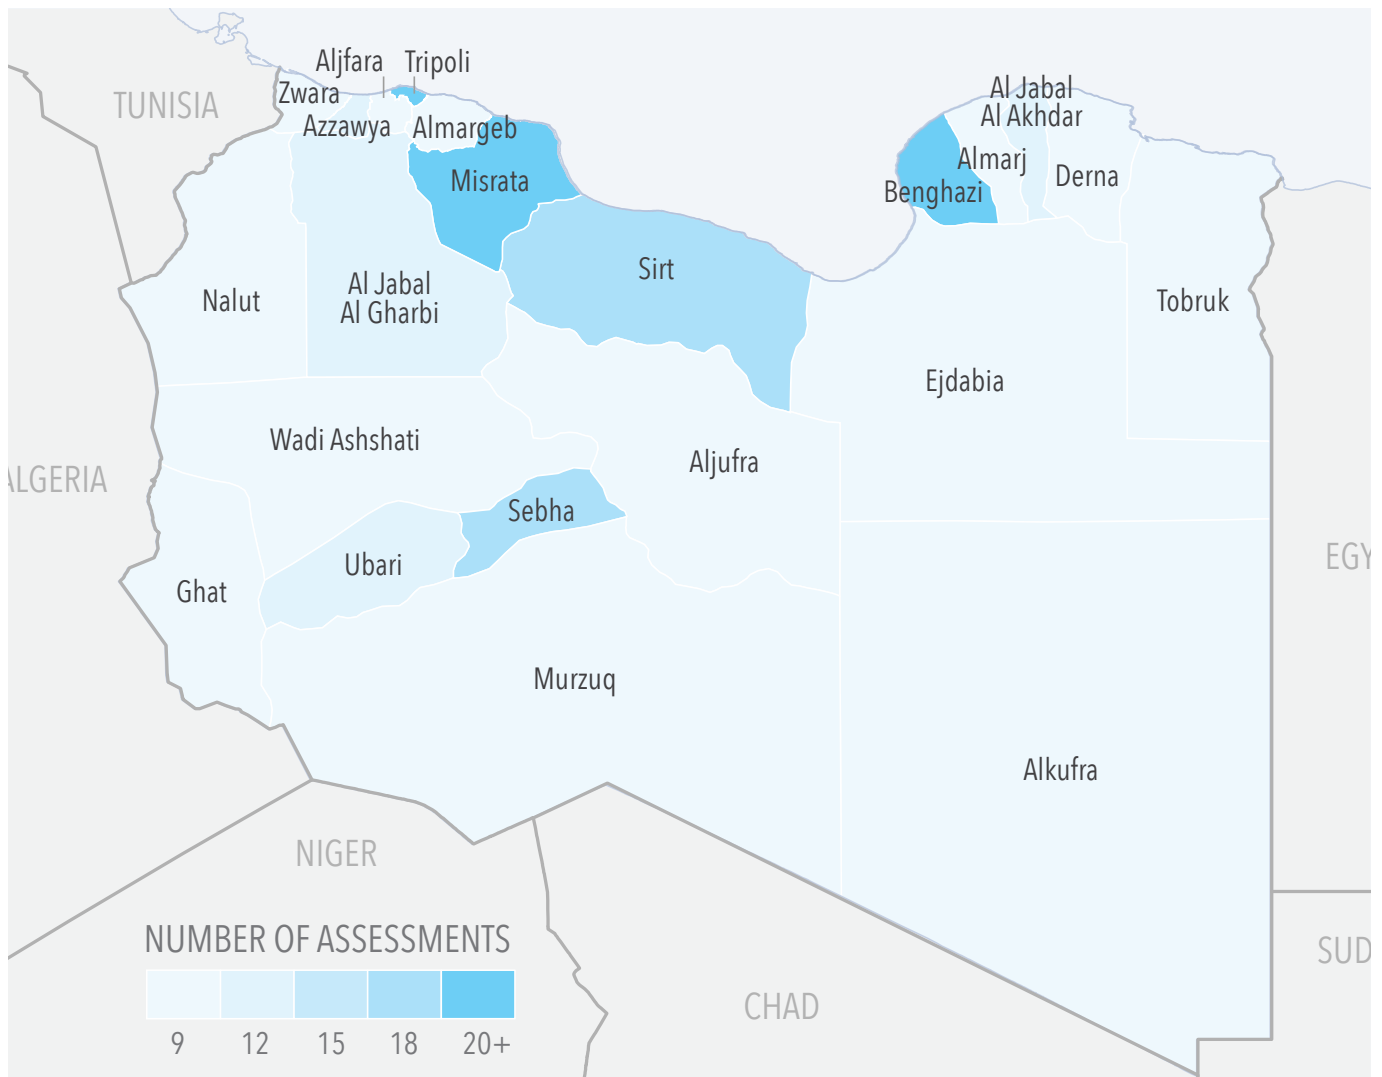 Aljfara
Tripoli
Zwara
TUNISIA
Azzawya
Almargeb
Al Jabal
Al Akhdar
Almarj
Derna
Misrata
Benghazi
Sirt
Nalut
Al Jabal
Al Gharbi
Tobruk
Ejdabia
Wadi Ashshati
Aljufra
ALGERIA
Sebha
Ubari
EGY
Ghat
Murzuq
Alkufra
NIGER
NUMBER OF ASSESSMENTS
SUD
CHAD
9 12 15 18 20+